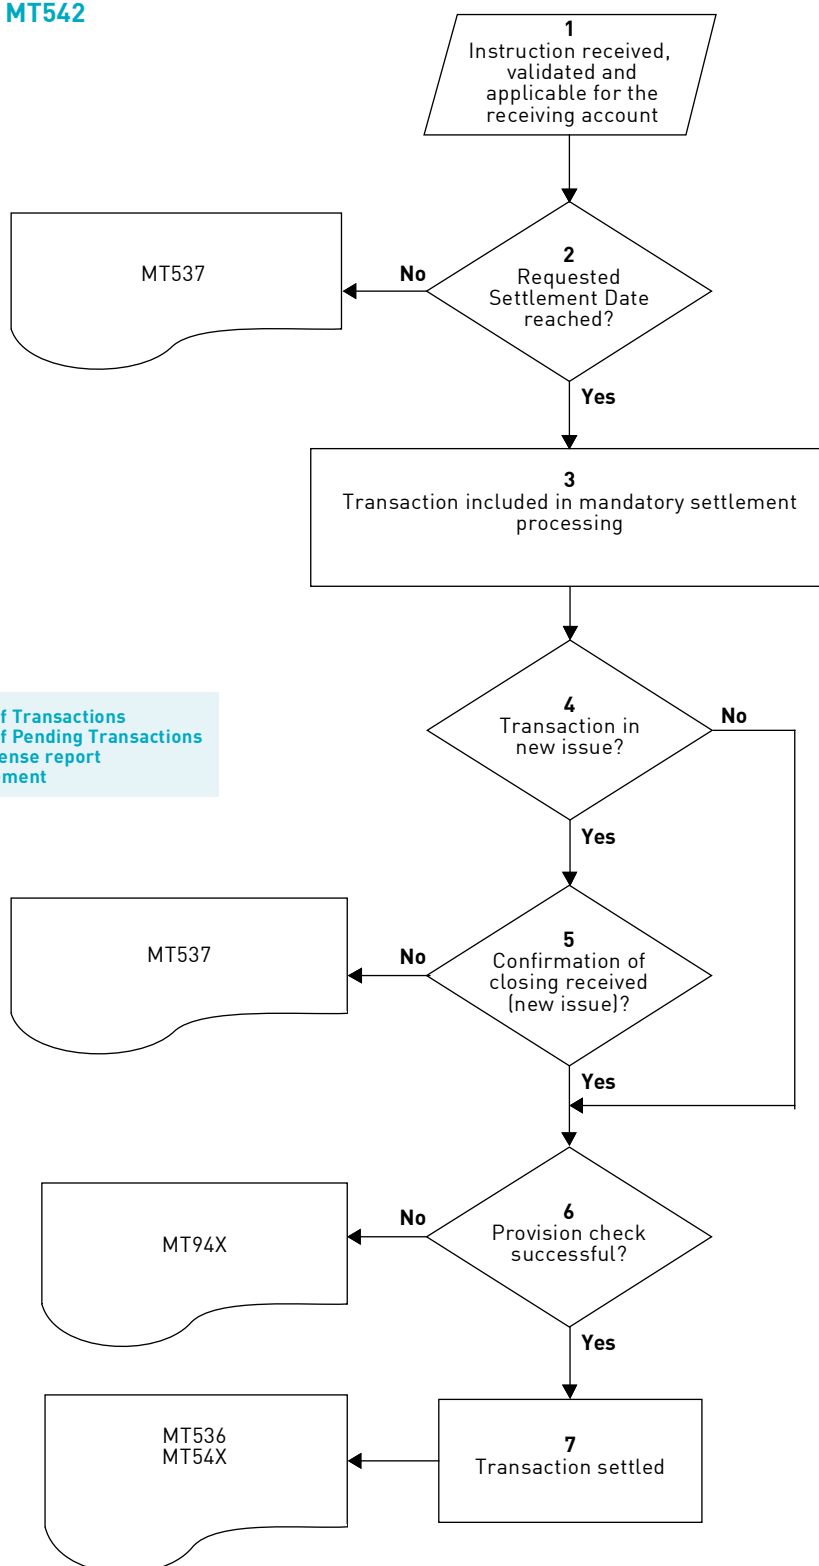 MT542
1
Instruction received,
validated and
applicable for the
receiving account
2
Requested
Settlement Date
reached?
No
MT537
Yes
3
Transaction included in mandatory settlement
processing
4
Transaction in
new issue?
No
f Transactions
f Pending Transactions
ense report
ment
Yes
5
Confirmation of
closing received
(new issue)?
No
MT537
Yes
6
Provision check
successful?
No
MT94X
Yes
7
Transaction settled
MT536
MT54X